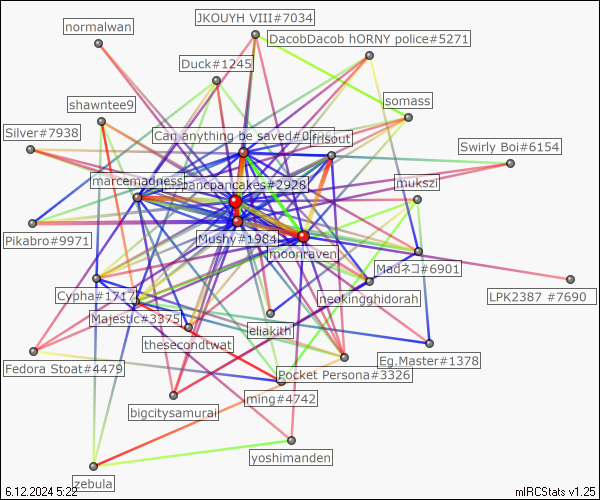 JKOUYH VIII#7034
normalwan
DacobDacob hORNY police#5271
Duck#1245
shawntee9
somass
Silver#7938
Can anything be saved#0
frisout
Swirly Boi#6154
marcemadness
pancpancakes#2928
mukszi
Pikabro#9971
Mushy#1984
moonraven
Madネコ#6901
Cypha#1717
neokingghidorah
LPK2387 #7690
Majestic#3375
eliakith
thesecondtwat
Eg.Master#1378
Fedora Stoat#4479
Pocket Persona#3326
ming#4742
bigcitysamurai
yoshimanden
zebula
6.12.2024 5:22
mIRCStats v1.25